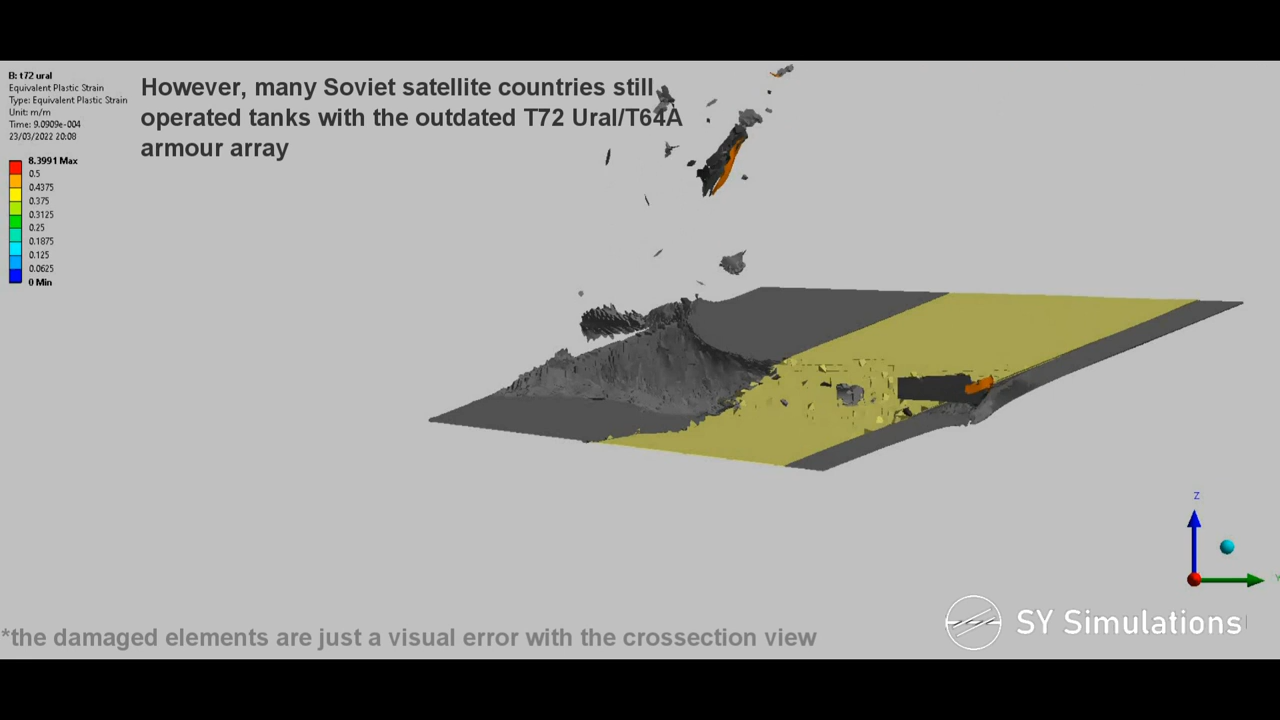 B: t72 ural
Equivalent Plastic Strain
Type: Equivalent Plastic Strain
Unit: m/m
Time: 9.0909e-004
23/03/2022 20:08
8.3991 Max
0.5
0.4375
0.375
0.3125
0.25
0.1875
0.125
0.0625
0 Min
However, many Soviet satellite countries still
operated tanks with the outdated T72 Ural/T64A
armour array
Z
Y
SY Simulations
*the damaged elements are just a visual error with the crossection view